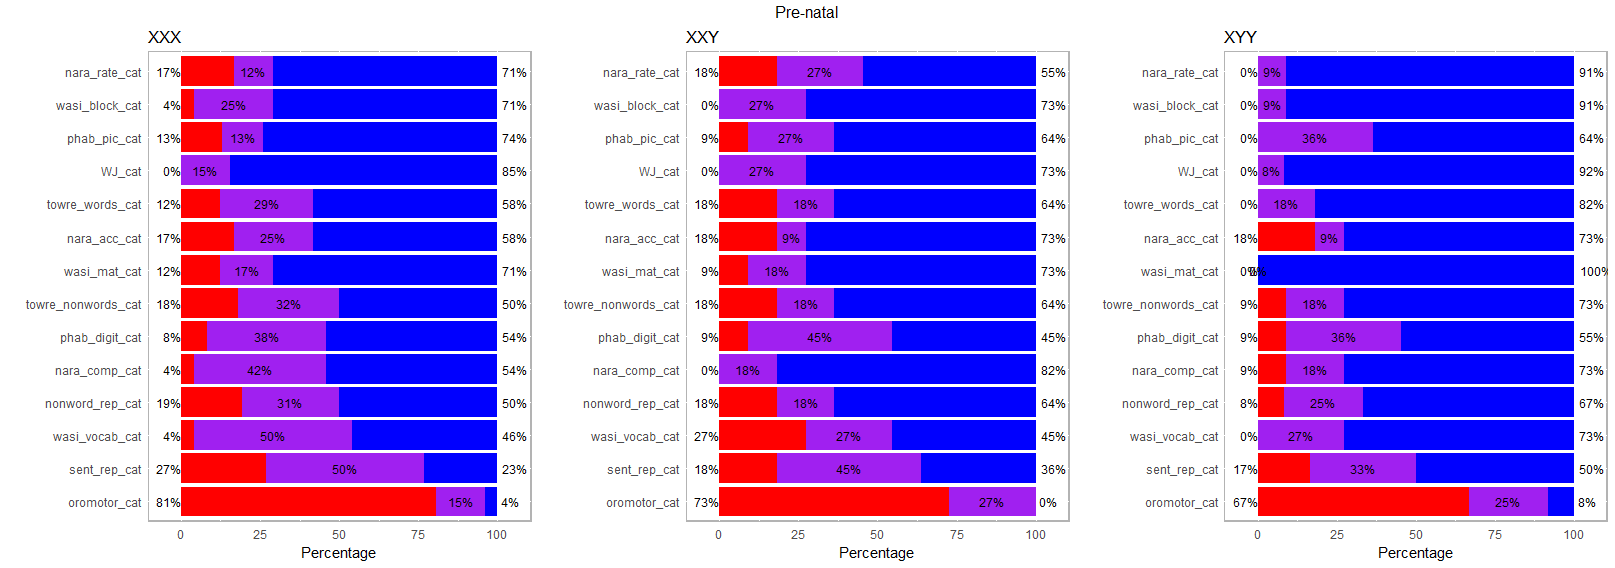 Pre-natal
XXX
nara_rate_cat 17% 12% 71%
wasi_block_cat 4% 25% 71%
phab_pic_cat 13% 13% 74%
WJ_cat 0% 15% 85%
towre_words_cat 12% 29% 58%
nara_acc_cat 17% 25% 58%
wasi_mat_cat 12% 17% 71%
towre_nonwords_cat 18% 32% 50%
phab_digit_cat 8% 38% 54%
nara_comp_cat 4% 42% 54%
nonword_rep_cat 19% 31% 50%
wasi_vocab_cat 4% 50% 46%
sent_rep_cat 27% 50% 23%
oromotor_cat 81% 15% 4%
0 25 50 75 100
Percentage
XXY
nara_rate_cat 18% 27% 55%
wasi_block_cat 0% 27% 73%
phab_pic_cat 9% 27% 64%
WJ_cat 0% 27% 73%
towre_words_cat 18% 18% 64%
nara_acc_cat 18% 9% 73%
wasi_mat_cat 9% 18% 73%
towre_nonwords_cat 18% 18% 64%
phab_digit_cat 9% 45% 45%
nara_comp_cat 0% 18% 82%
nonword_rep_cat 18% 18% 64%
wasi_vocab_cat 27% 27% 45%
sent_rep_cat 18% 45% 36%
oromotor_cat 73% 27% 0%
0 25 50 75 100
Percentage
XYY
nara_rate_cat 0% 9% 91%
wasi_block_cat 0% 9% 91%
phab_pic_cat 0% 36% 64%
WJ_cat 0% 8% 92%
towre_words_cat 0% 18% 82%
nara_acc_cat 18% 9% 73%
wasi_mat_cat 0% 100%
towre_nonwords_cat 9% 18% 73%
phab_digit_cat 9% 36% 55%
nara_comp_cat 9% 18% 73%
nonword_rep_cat 8% 25% 67%
wasi_vocab_cat 0% 27% 73%
sent_rep_cat 17% 33% 50%
oromotor_cat 67% 25% 8%
0 25 50 75 100
Percentage